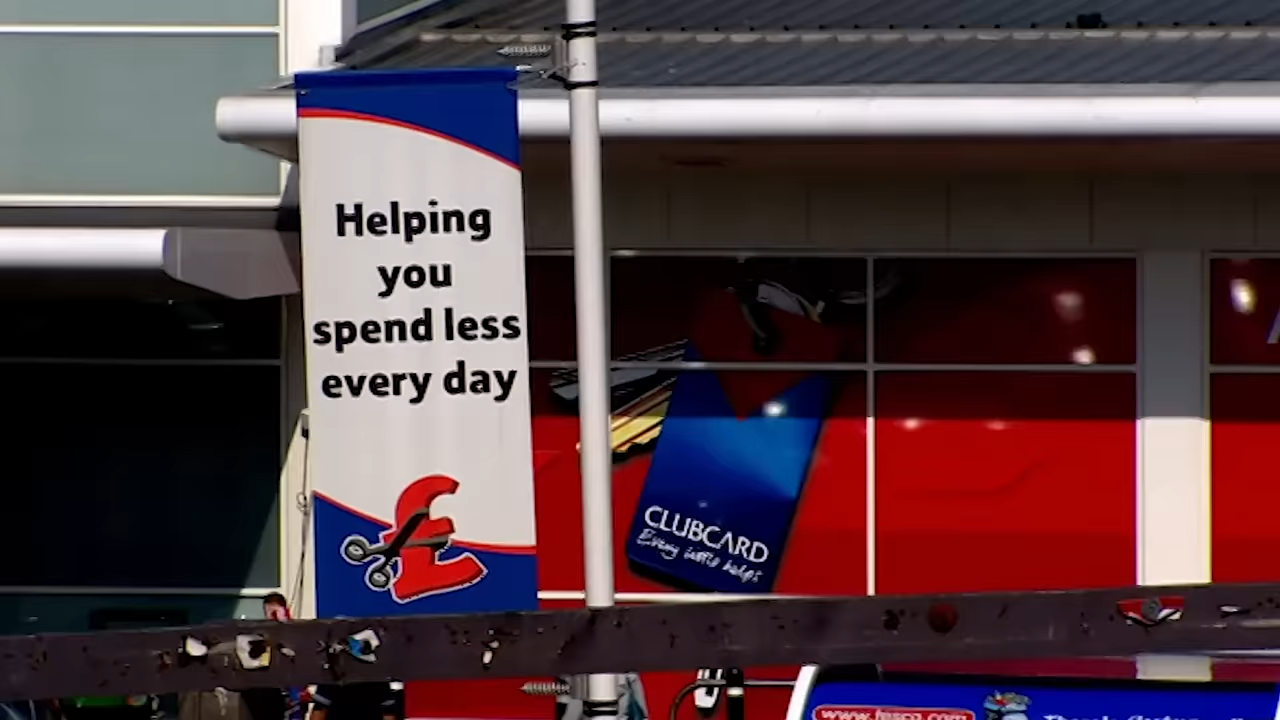 Helping
you
spend less
every day
£
CLUBCARD
Every little helps
www.tesco.com